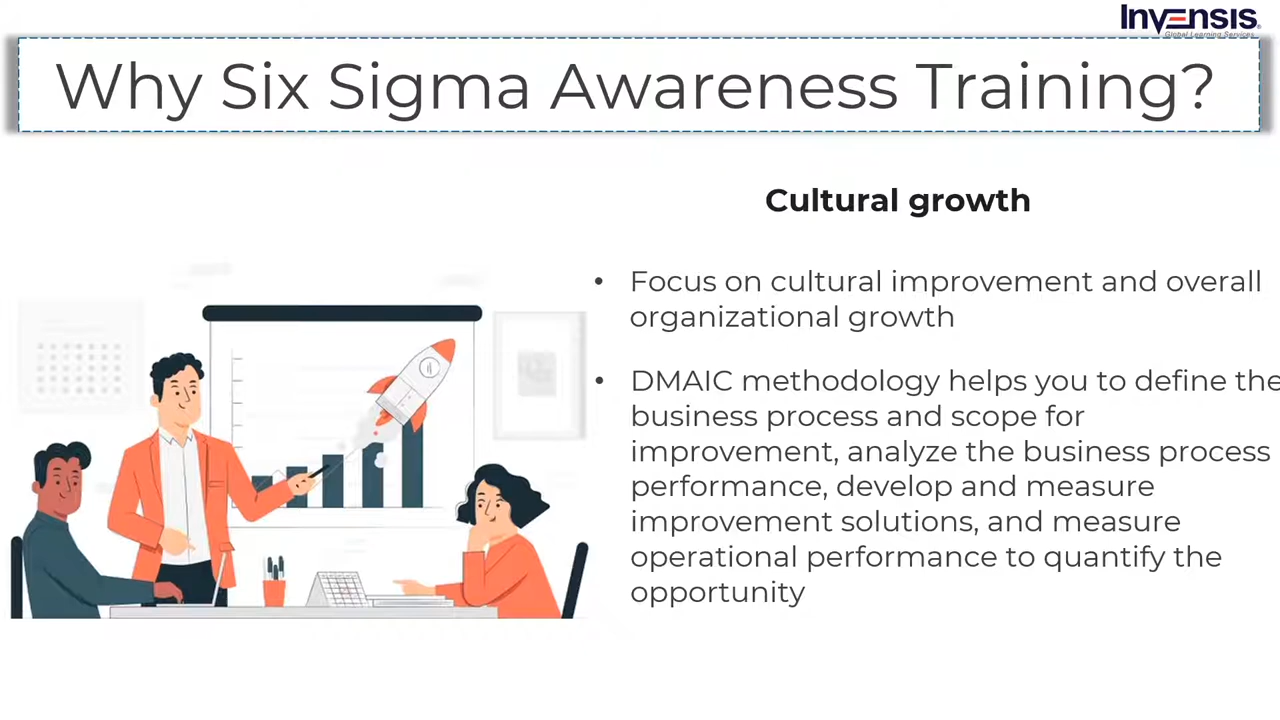 Invensis
Global Learning Services
Why Six Sigma Awareness Training?
Cultural growth
• Focus on cultural improvement and overall
organizational growth
• DMAIC methodology helps you to define the
business process and scope for
improvement, analyze the business process
performance, develop and measure
improvement solutions, and measure
operational performance to quantify the
opportunity